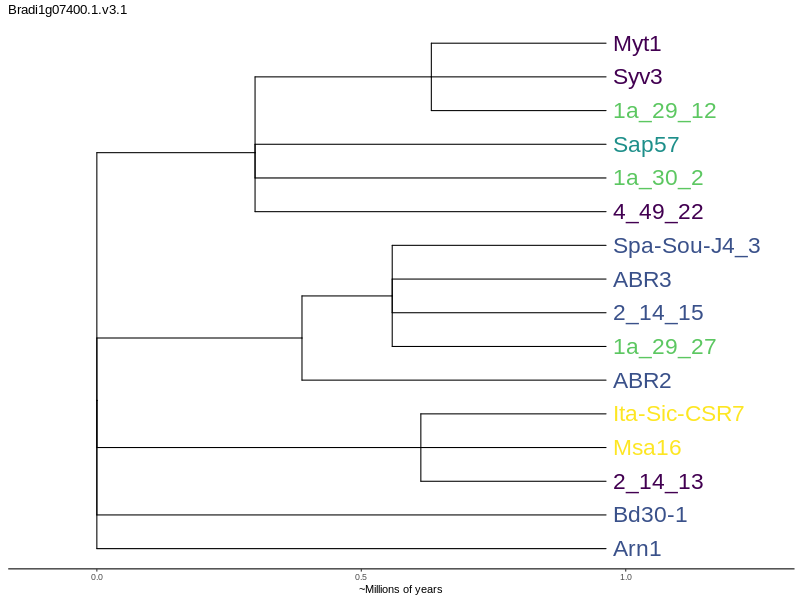 Bradi1g07400.1.v3.1
Myt1
Syv3
1a_29_12
Sap57
1a_30_2
4_49_22
Spa-Sou-J4_3
ABR3
2_14_15
1a_29_27
ABR2
Ita-Sic-CSR7
Msa16
2_14_13
Bd30-1
Arn1
0.0 0.5 1.0
~Millions of years